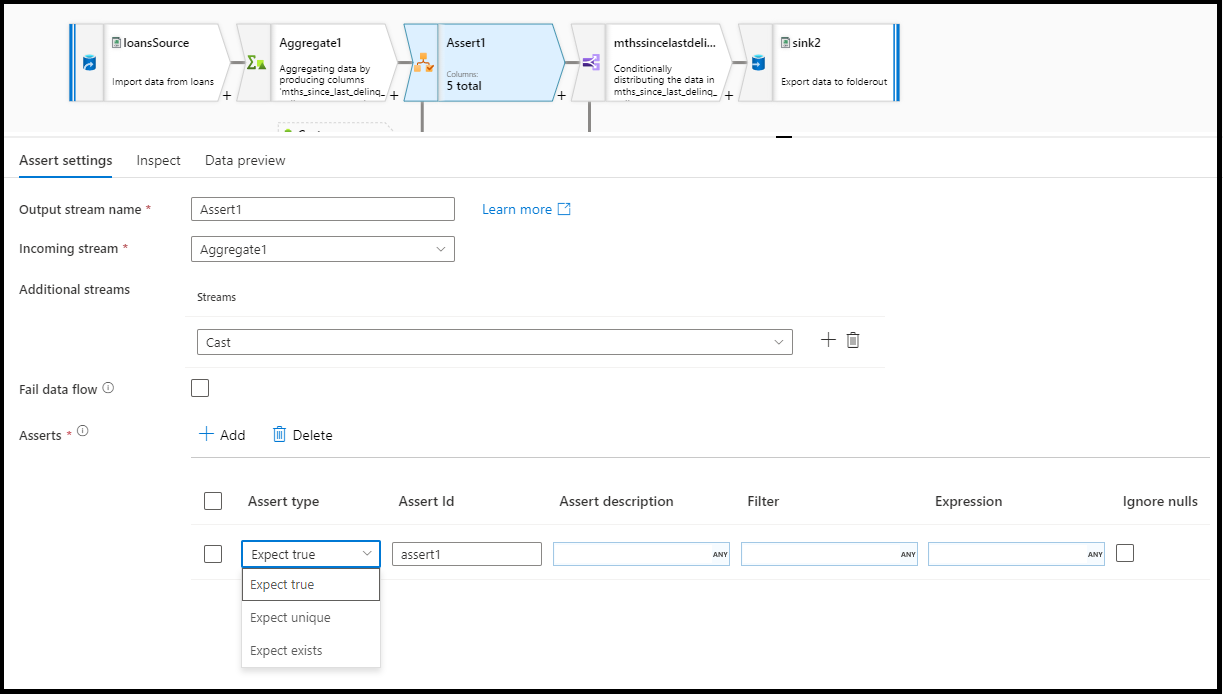 loansSource
Import data from loans
+
Aggregate1
Aggregating data by
producing columns
'mths_since_last_delinq_
+
Assert1
Columns:
5 total
+
mthssincelastdeli...
Conditionally
distributing the data in
mths_since_last_delinq_
+
sink2
Export data to folderout
Assert settings
Inspect
Data preview
Output stream name *
Assert1
Learn more
Incoming stream *
Aggregate1
Additional streams
Streams
Cast
Fail data flow
Asserts *
Add
Delete
Assert type
Assert Id
Assert description
Filter
Expression
Ignore nulls
Expect true
assert1
ANY
ANY
ANY
Expect true
Expect unique
Expect exists